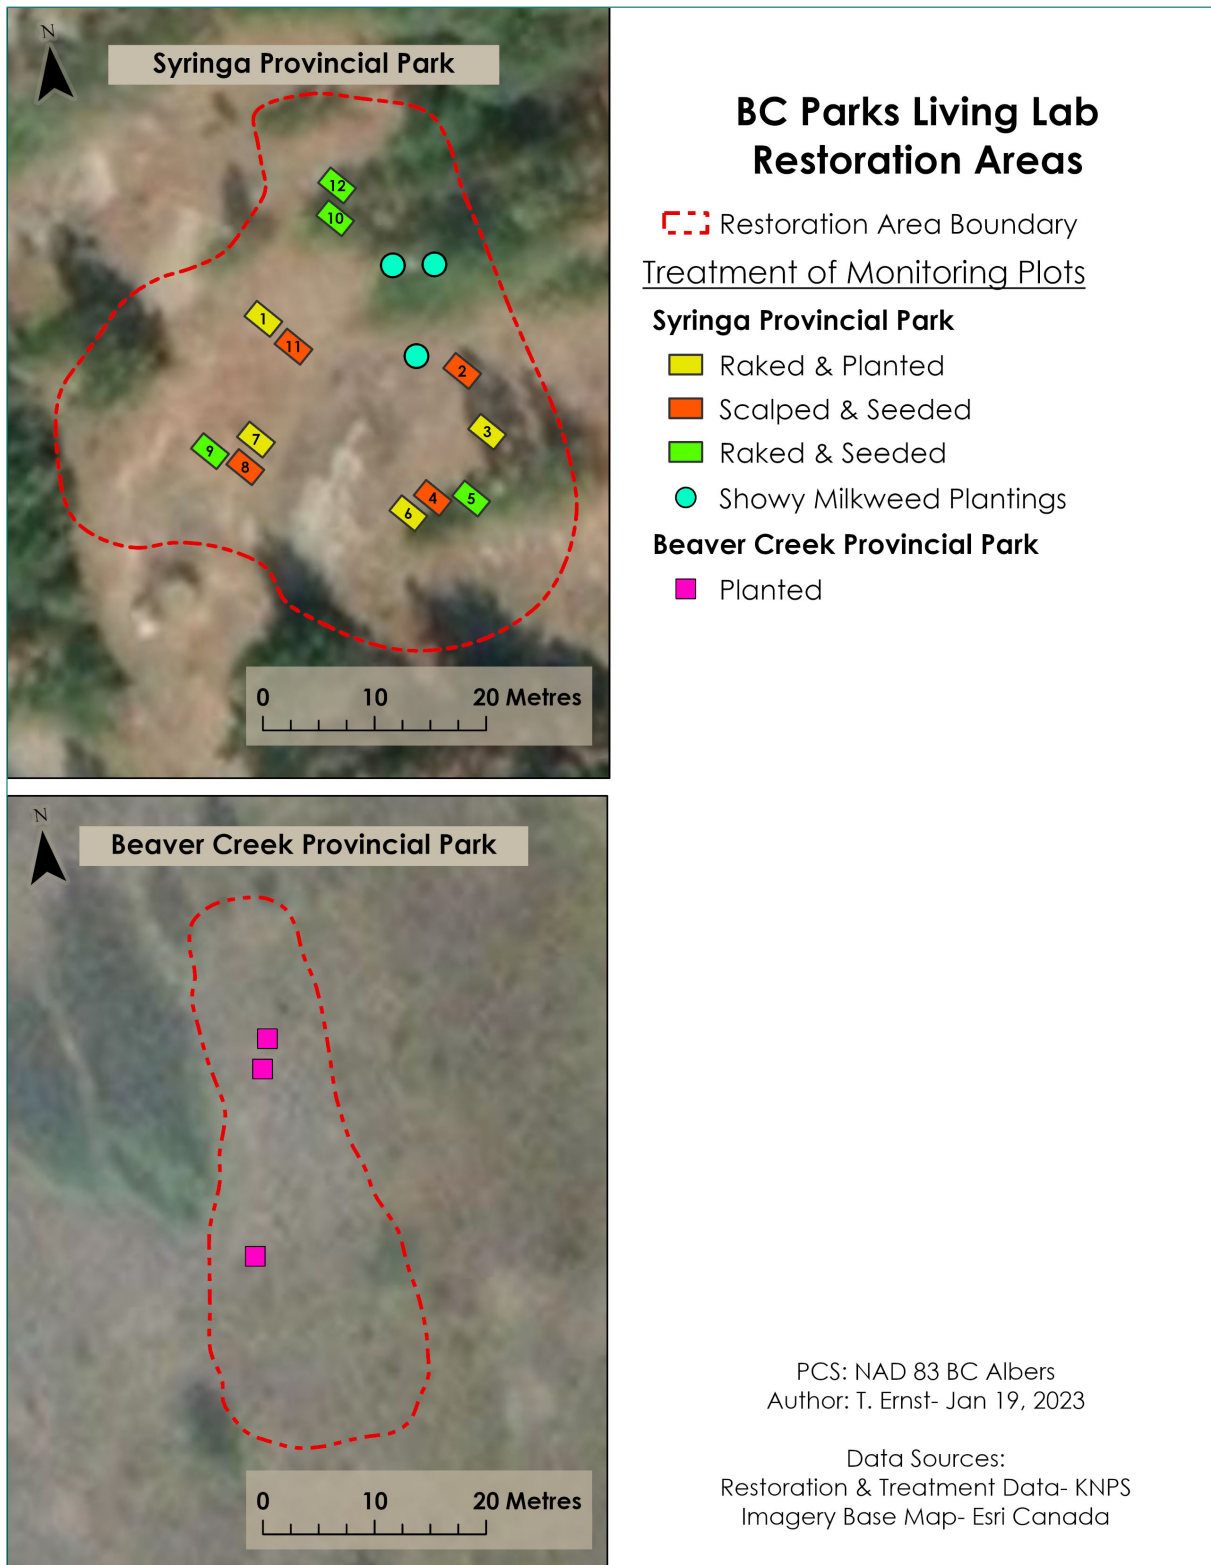 N
Syringa Provincial Park
12
10
1
11
2
3
7
9
8
4
5
6
0 10 20 Metres
N
Beaver Creek Provincial Park
0 10 20 Metres
BC Parks Living Lab
Restoration Areas
Restoration Area Boundary
Treatment of Monitoring Plots
Syringa Provincial Park
Raked & Planted
Scalped & Seeded
Raked & Seeded
Showy Milkweed Plantings
Beaver Creek Provincial Park
Planted
PCS: NAD 83 BC Albers
Author: T. Ernst- Jan 19, 2023
Data Sources:
Restoration & Treatment Data- KNPS
Imagery Base Map- Esri Canada